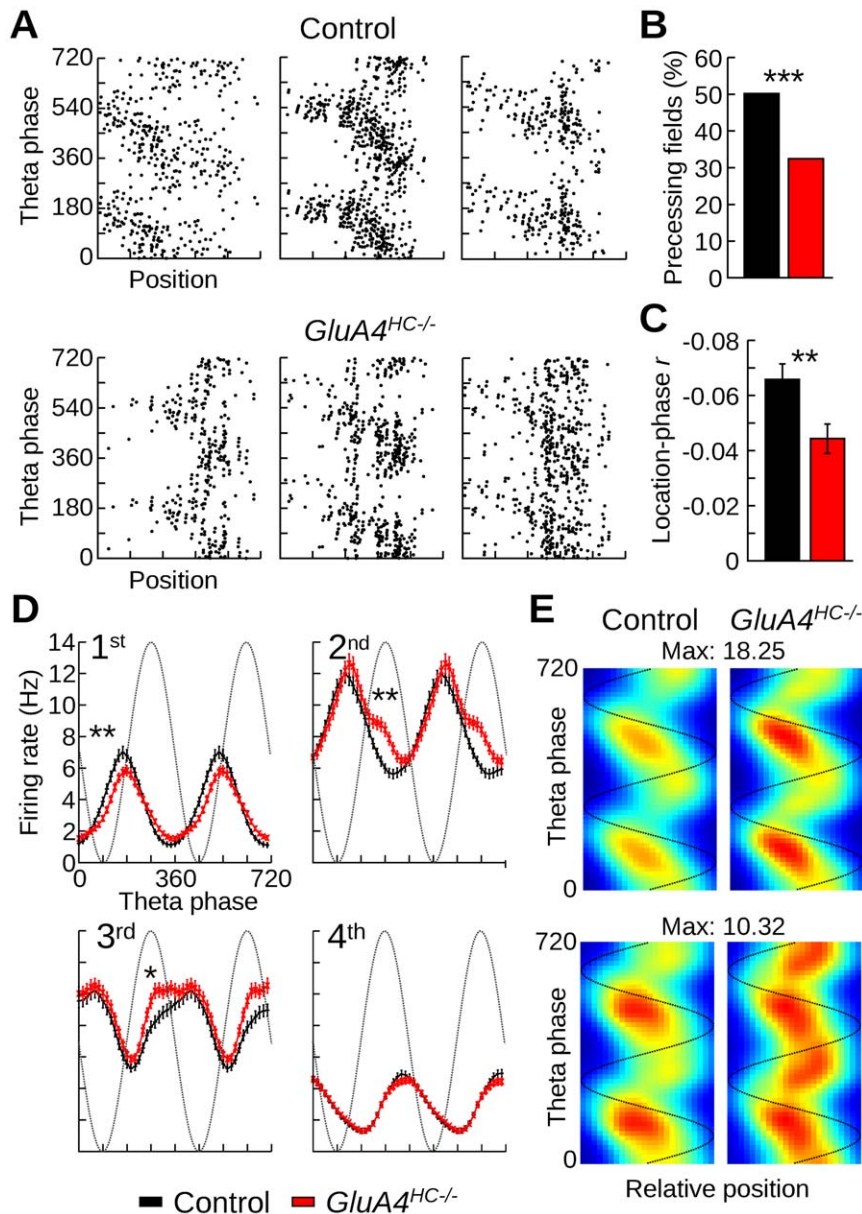 A
Control
Theta phase
720
540
360
180
0
Position
GluA4HC-/-
Theta phase
720
540
360
180
0
Position
B
Precessing fields (%)
60
50
40
30
20
10
0
***
C
Location-phase r
-0.08
-0.06
-0.04
-0.02
0
**
D
Firing rate (Hz)
14
12
10
8
6
4
2
0
1st
**
0 360 720
Theta phase
2nd
**
3rd
*
4th
Control GluA4HC-/-
E
Control GluA4HC-/-
Max: 18.25
720
Theta phase
0
Max: 10.32
720
Theta phase
0
Relative position